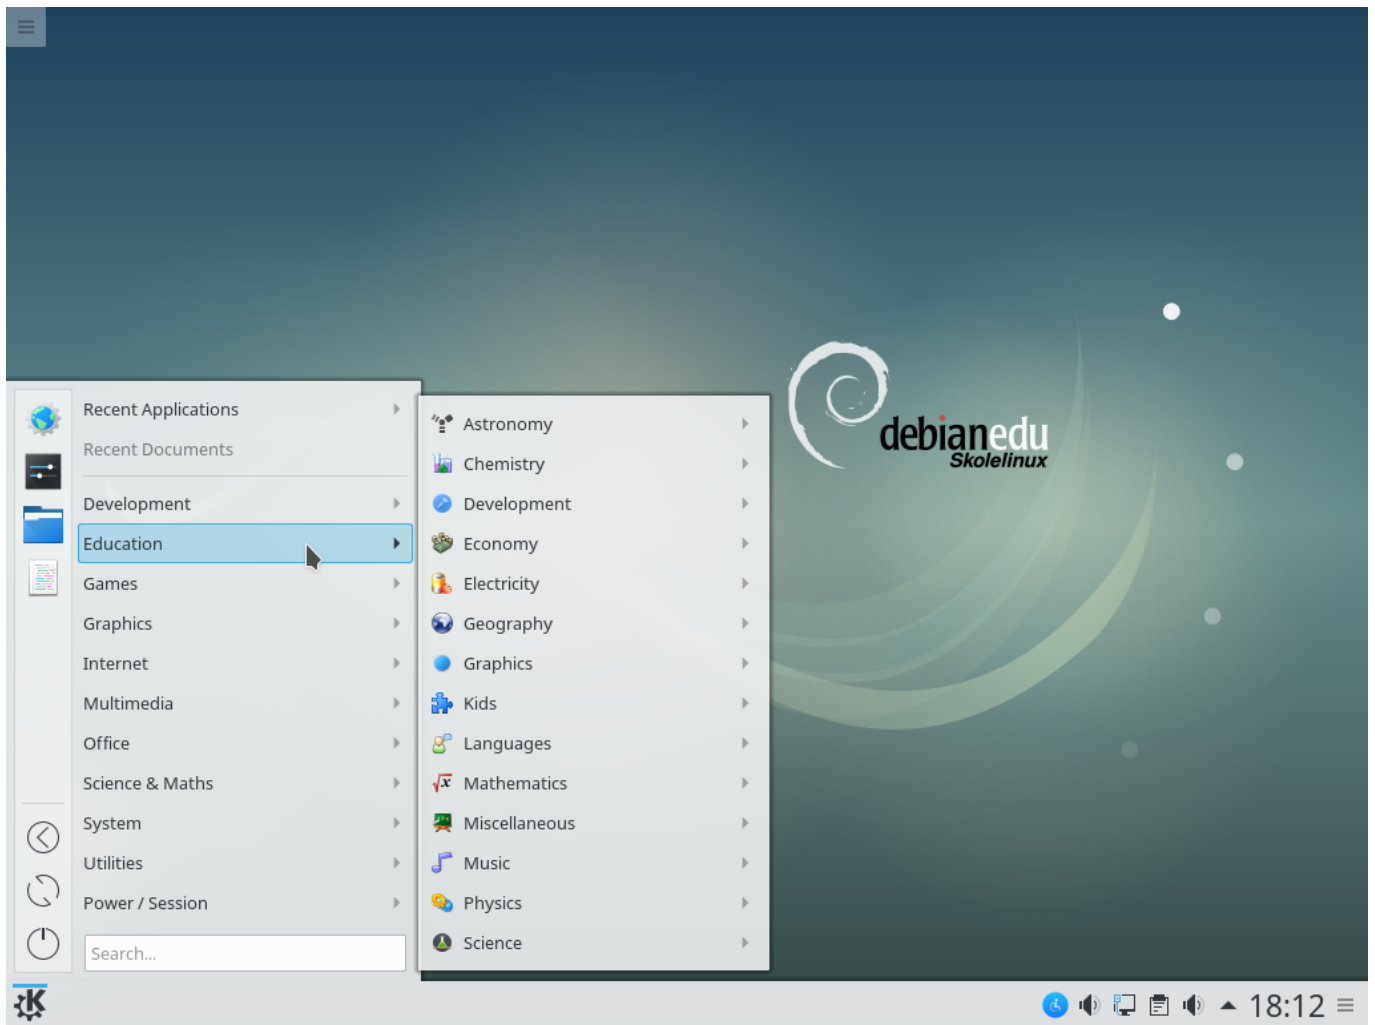 debianedu
Skolelinux
Recent Applications
Recent Documents
Development
Education
Games
Graphics
Internet
Multimedia
Office
Science & Maths
System
Utilities
Power / Session
Search...
Astronomy
Chemistry
Development
Economy
Electricity
Geography
Graphics
Kids
Languages
Mathematics
Miscellaneous
Music
Physics
Science
18:12